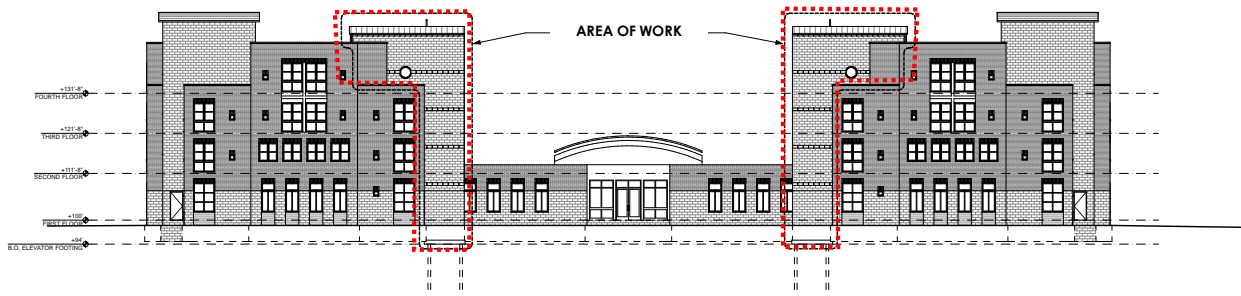 AREA OF WORK
+131'-8"
FOURTH FLOOR
+121'-8"
THIRD FLOOR
+111'-8"
SECOND FLOOR
+100'
FIRST FLOOR
+94'
B.O. ELEVATOR FOOTING